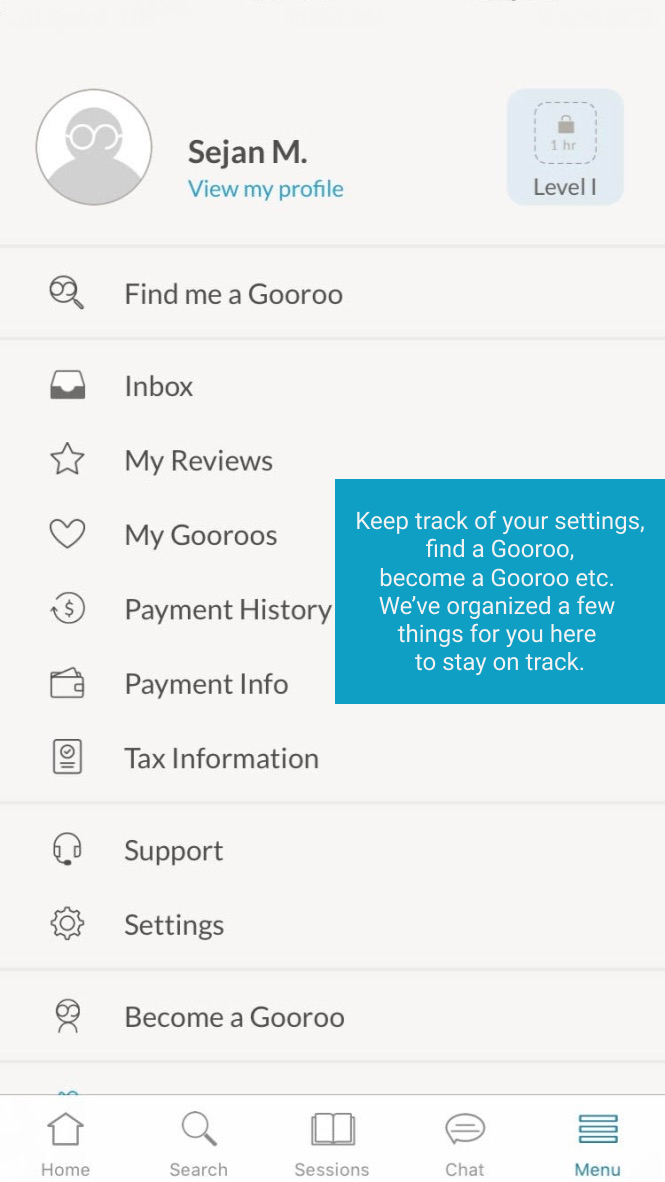 Sejan M.
View my profile
1 hr
Level I
Find me a Gooroo
Inbox
My Reviews
My Gooroos
Payment History
Payment Info
Tax Information
Keep track of your settings,
find a Gooroo,
become a Gooroo etc.
We’ve organized a few
things for you here
to stay on track.
Support
Settings
Become a Gooroo
Home
Search
Sessions
Chat
Menu